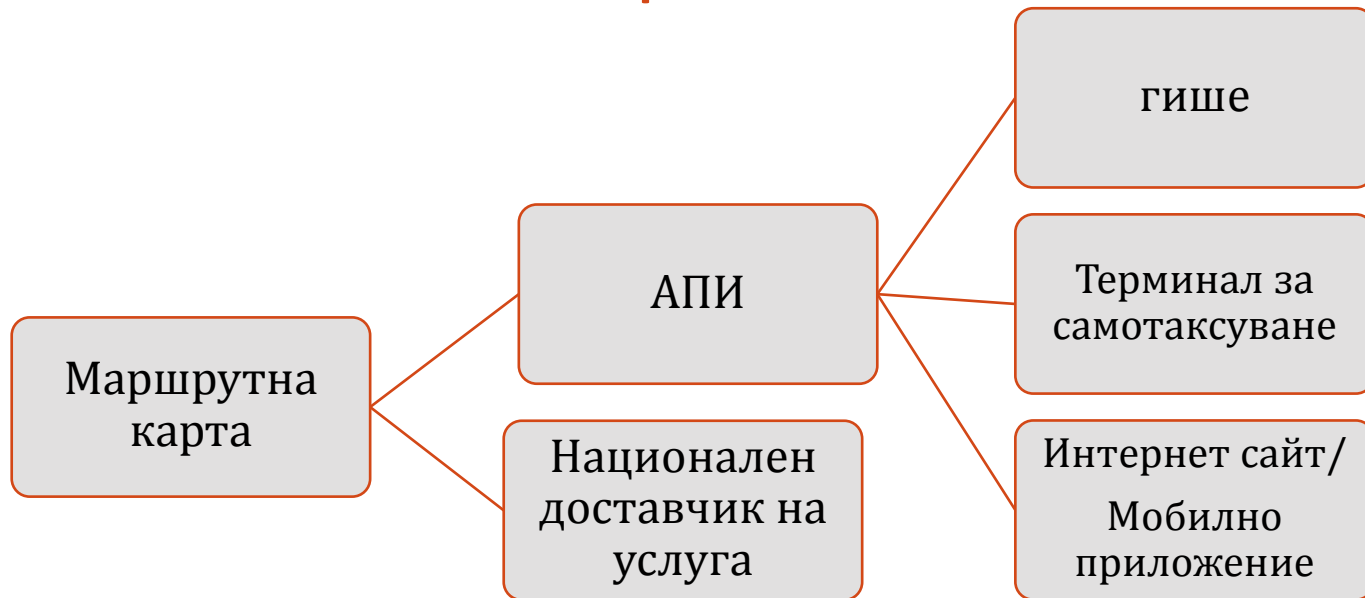 Маршрутна
карта
АПИ
Национален
доставчик на
услуга
гише
Терминал за
самотаксуване
Интернет сайт/
Мобилно
приложение